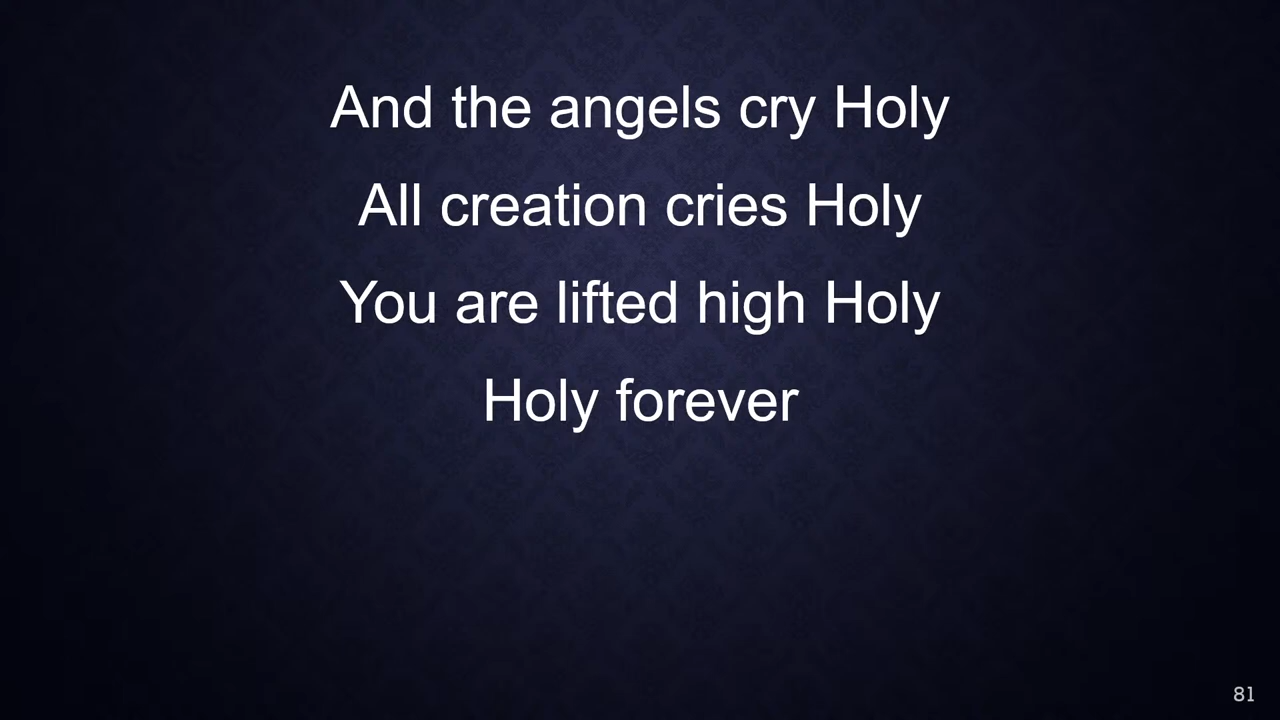 And the angels cry Holy
All creation cries Holy
You are lifted high Holy
Holy forever
81